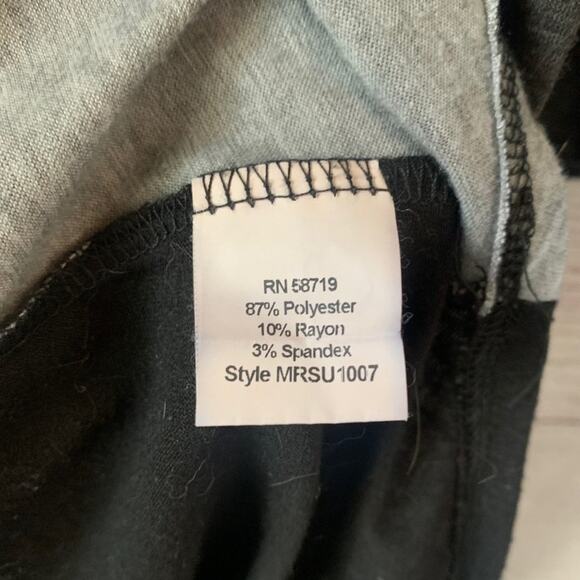 RN 58719
87% Polyester
10% Rayon
3% Spandex
Style MRSU1007